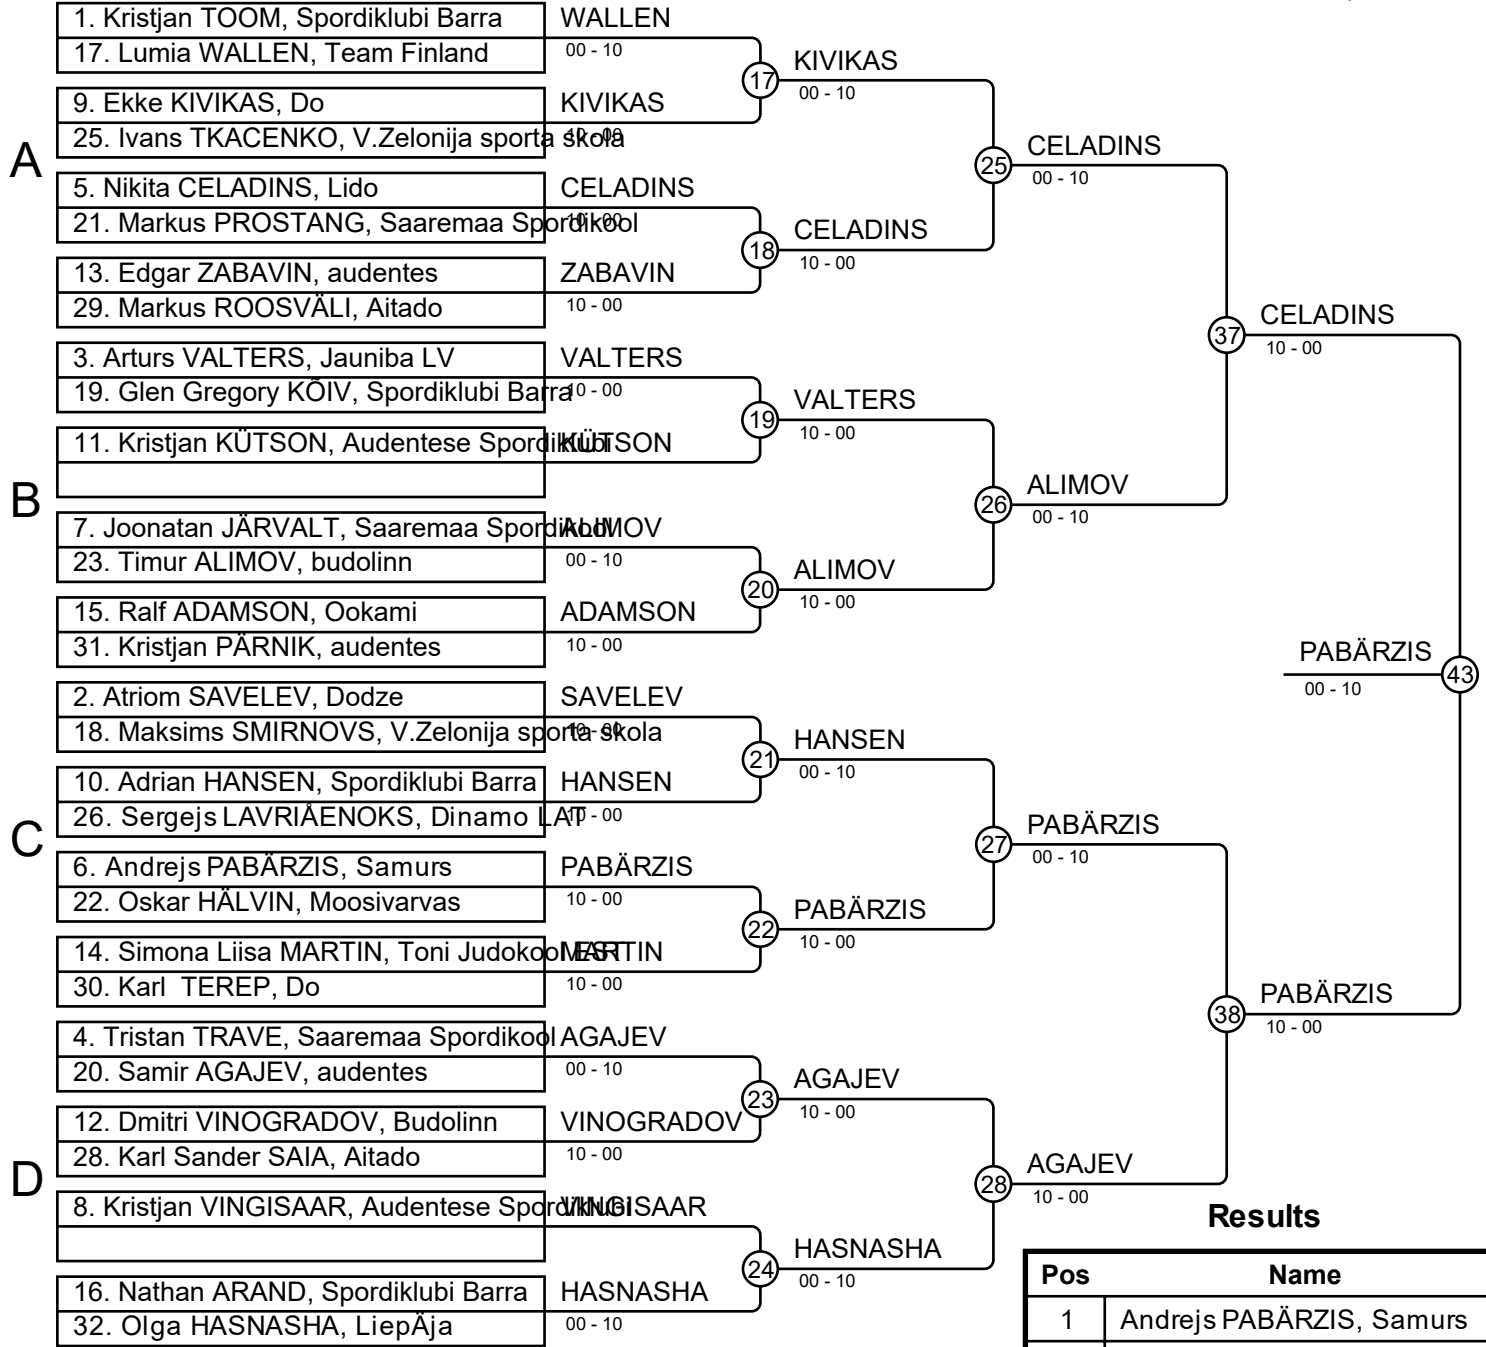 1. Kristjan TOOM, Spordiklubi Barra
WALLEN
17. Lumia WALLEN, Team Finland
00 - 10
17
KIVIKAS
00 - 10
9. Ekke KIVIKAS, Do
KIVIKAS
25. Ivans TKACENKO, V.Zelonija sporta skola
10 - 00
A
25
CELADINS
00 - 10
5. Nikita CELADINS, Lido
CELADINS
21. Markus PROSTANG, Saaremaa Spordikool
10 - 00
18
CELADINS
10 - 00
13. Edgar ZABAVIN, audentes
ZABAVIN
29. Markus ROOSVÄLI, Aitado
10 - 00
37
CELADINS
10 - 00
3. Arturs VALTERS, Jauniba LV
VALTERS
19. Glen Gregory KÕIV, Spordiklubi Barra
10 - 00
19
VALTERS
10 - 00
11. Kristjan KÜTSON, Audentese Spordiklubi
KÜTSON
B
26
ALIMOV
00 - 10
7. Joonatan JÄRVALT, Saaremaa Spordikool
ALIMOV
23. Timur ALIMOV, budolinn
00 - 10
20
ALIMOV
10 - 00
15. Ralf ADAMSON, Ookami
ADAMSON
31. Kristjan PÄRNIK, audentes
10 - 00
PABÄRZIS
43
00 - 10
2. Atriom SAVELEV, Dodze
SAVELEV
18. Maksims SMIRNOVS, V.Zelonija sporta skola
10 - 00
21
HANSEN
00 - 10
10. Adrian HANSEN, Spordiklubi Barra
HANSEN
26. Sergejs LAVRIÅENOKS, Dinamo LAT
10 - 00
C
27
PABÄRZIS
00 - 10
6. Andrejs PABÄRZIS, Samurs
PABÄRZIS
22. Oskar HÄLVIN, Moosivarvas
10 - 00
22
PABÄRZIS
10 - 00
14. Simona Liisa MARTIN, Toni Judokool EST
MARTIN
30. Karl TEREP, Do
10 - 00
38
PABÄRZIS
10 - 00
4. Tristan TRAVE, Saaremaa Spordikool
AGAJEV
20. Samir AGAJEV, audentes
00 - 10
23
AGAJEV
10 - 00
12. Dmitri VINOGRADOV, Budolinn
VINOGRADOV
28. Karl Sander SAIA, Aitado
10 - 00
D
28
AGAJEV
10 - 00
8. Kristjan VINGISAAR, Audentese Spordiklubi
VINGISAAR
24
HASNASHA
00 - 10
16. Nathan ARAND, Spordiklubi Barra
HASNASHA
32. Olga HASNASHA, LiepÄja
00 - 10
Results
Pos
Name
1
Andrejs PABÄRZIS, Samurs